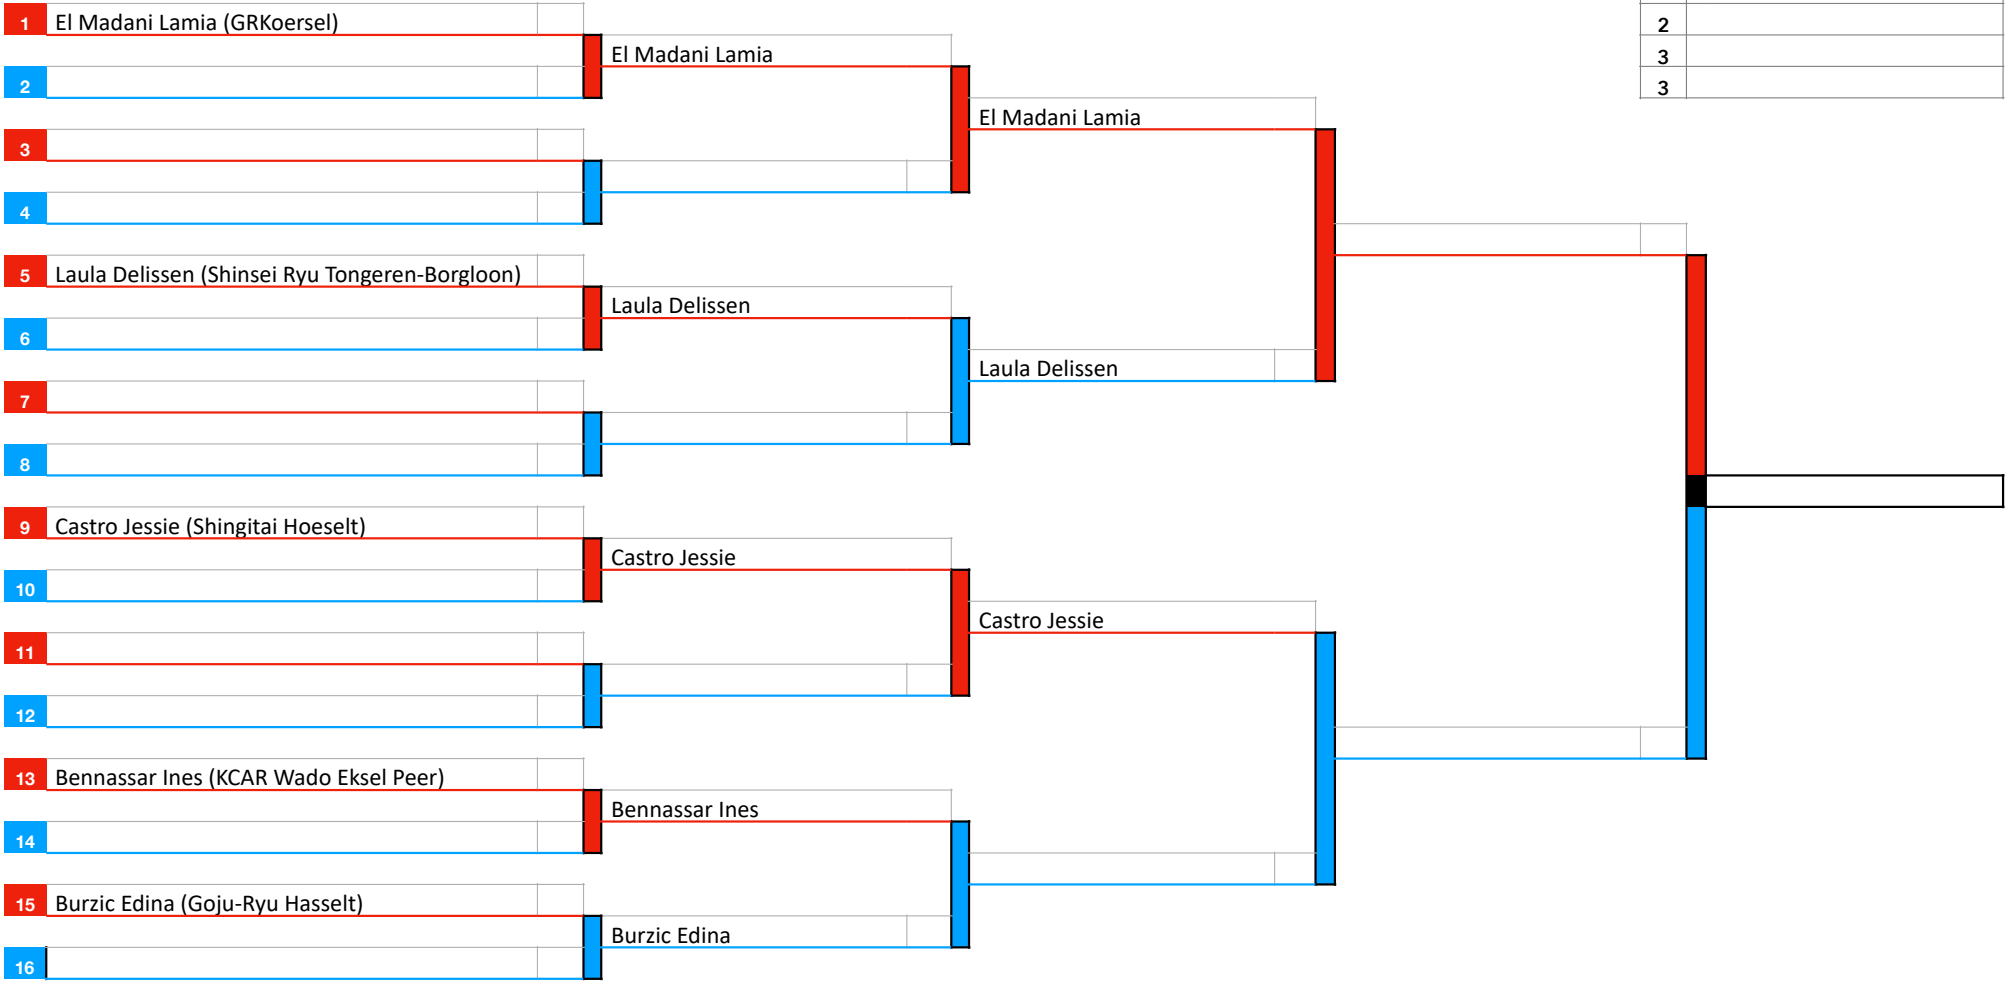 1 El Madani Lamia (GRKoersel)
2
El Madani Lamia
2
3
3
El Madani Lamia
3
4
5 Laula Delissen (Shinsei Ryu Tongeren-Borgloon)
Laula Delissen
6
Laula Delissen
7
8
9 Castro Jessie (Shingitai Hoeselt)
Castro Jessie
10
Castro Jessie
11
12
13 Bennassar Ines (KCAR Wado Eksel Peer)
Bennassar Ines
14
15 Burzic Edina (Goju-Ryu Hasselt)
Burzic Edina
16